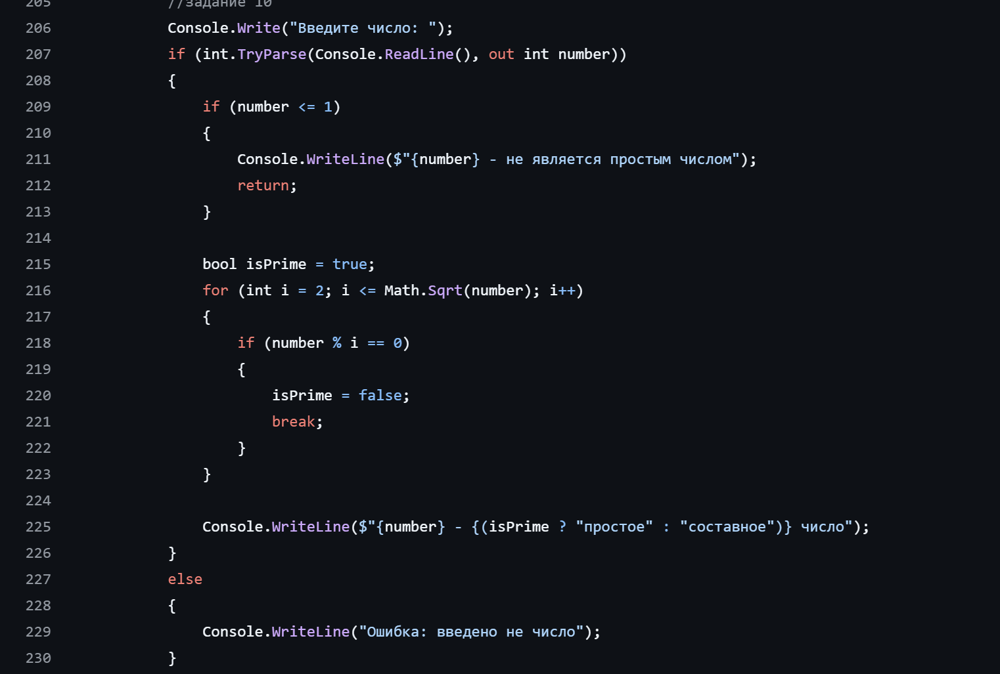 205 //задание 10
206 Console.Write("Введите число: ");
207 if (int.TryParse(Console.ReadLine(), out int number))
208 {
209 if (number <= 1)
210 {
211 Console.WriteLine($"{number} - не является простым числом");
212 return;
213 }
214
215 bool isPrime = true;
216 for (int i = 2; i <= Math.Sqrt(number); i++)
217 {
218 if (number % i == 0)
219 {
220 isPrime = false;
221 break;
222 }
223 }
224
225 Console.WriteLine($"{number} - {(isPrime ? "простое" : "составное")} число");
226 }
227 else
228 {
229 Console.WriteLine("Ошибка: введено не число");
230 }